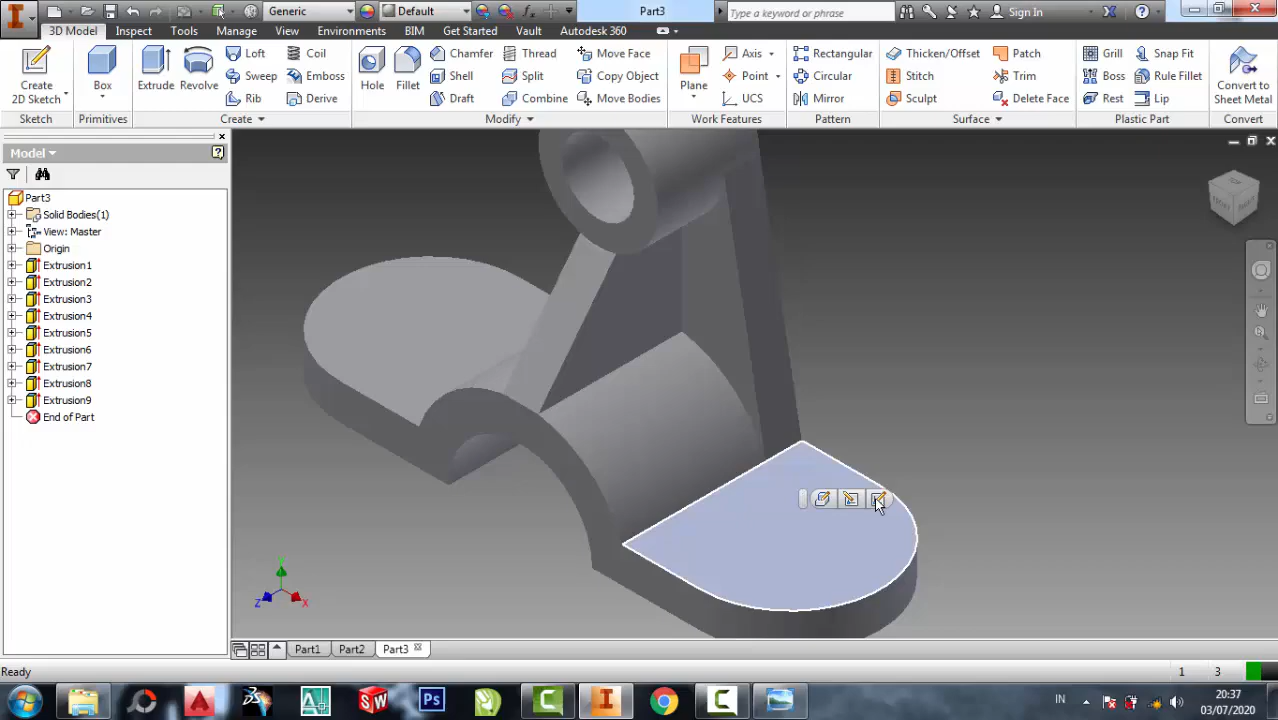 Generic
Default
Part3
Type a keyword or phrase
Sign In
3D Model
Inspect
Tools
Manage
View
Environments
BIM
Get Started
Vault
Autodesk 360
Create
2D Sketch
Box
Extrude
Revolve
Loft
Coil
Sweep
Emboss
Rib
Derive
Hole
Fillet
Chamfer
Thread
Move Face
Shell
Split
Copy Object
Draft
Combine
Move Bodies
Plane
Axis
Point
UCS
Rectangular
Circular
Mirror
Thicken/Offset
Patch
Stitch
Trim
Sculpt
Delete Face
Grill
Snap Fit
Boss
Rule Fillet
Rest
Lip
Convert to
Sheet Metal
Sketch
Primitives
Create
Modify
Work Features
Pattern
Surface
Plastic Part
Convert
Model
Part3
Solid Bodies(1)
View: Master
Origin
Extrusion1
Extrusion2
Extrusion3
Extrusion4
Extrusion5
Extrusion6
Extrusion7
Extrusion8
Extrusion9
End of Part
Z
X
Part1
Part2
Part3
Ready
1
3
IN
20:37
03/07/2020